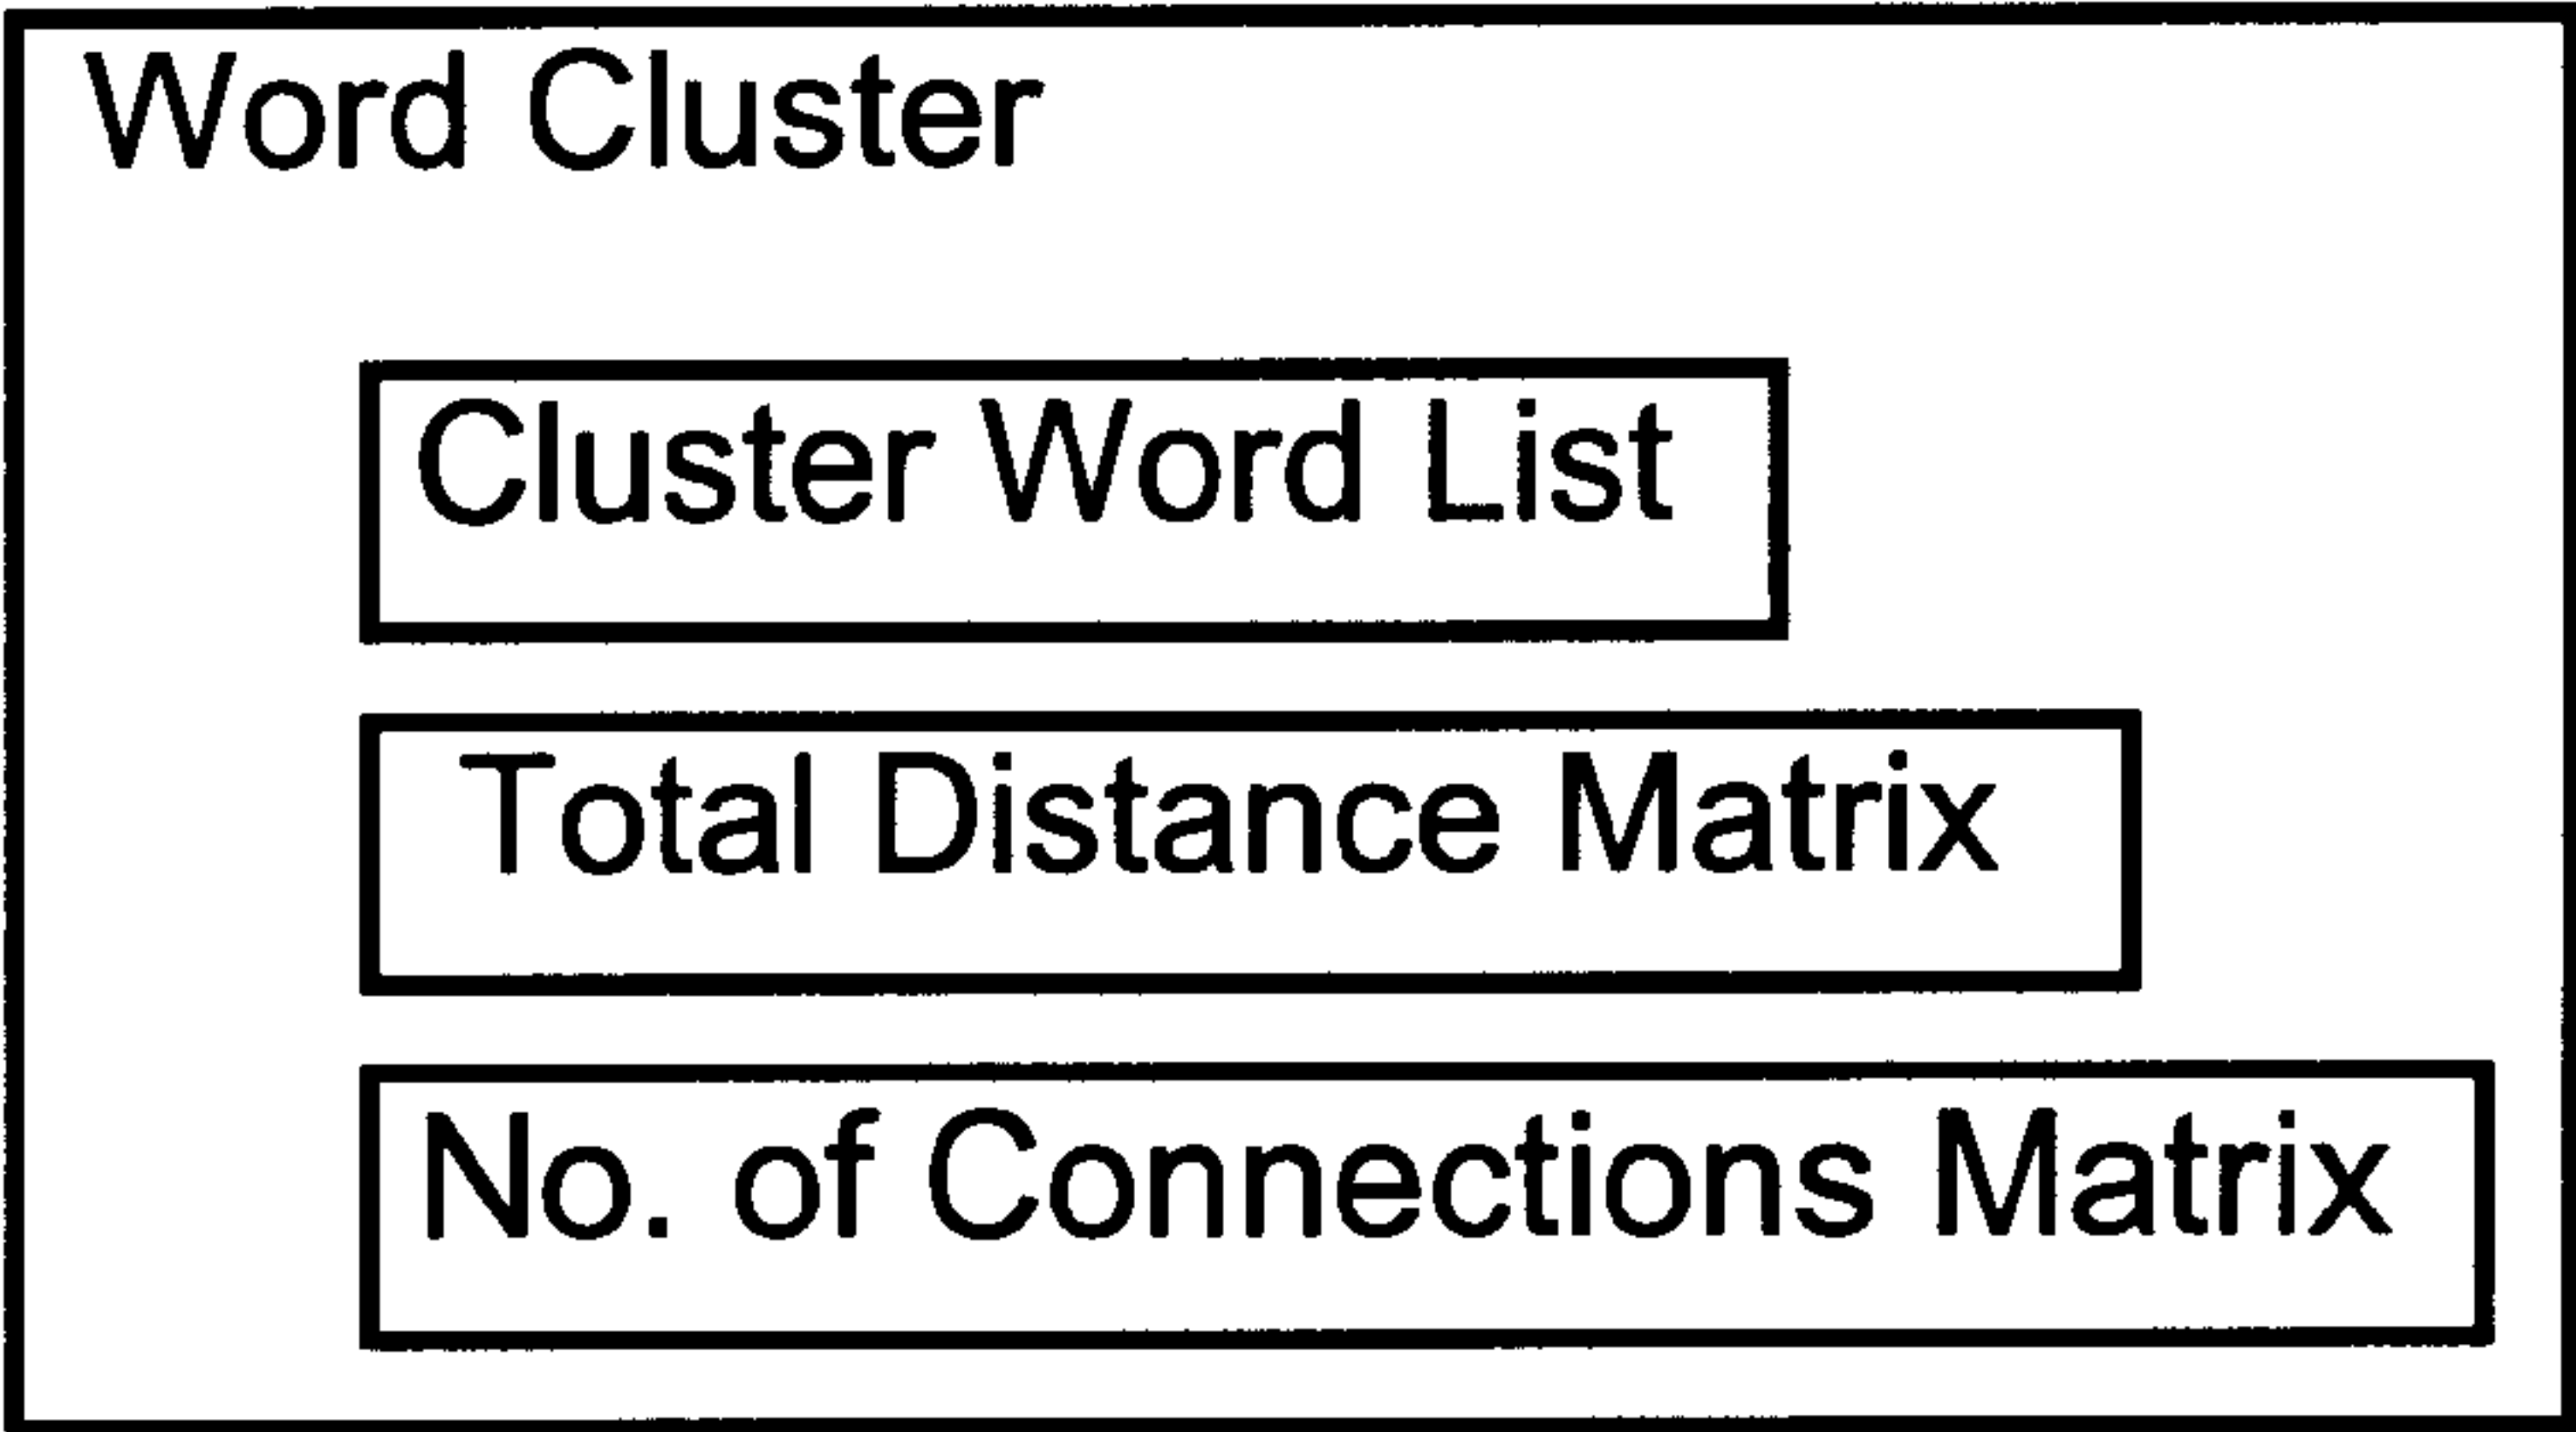 Word Cluster
Cluster Word List
Total Distance Matrix
No. of Connections Matrix